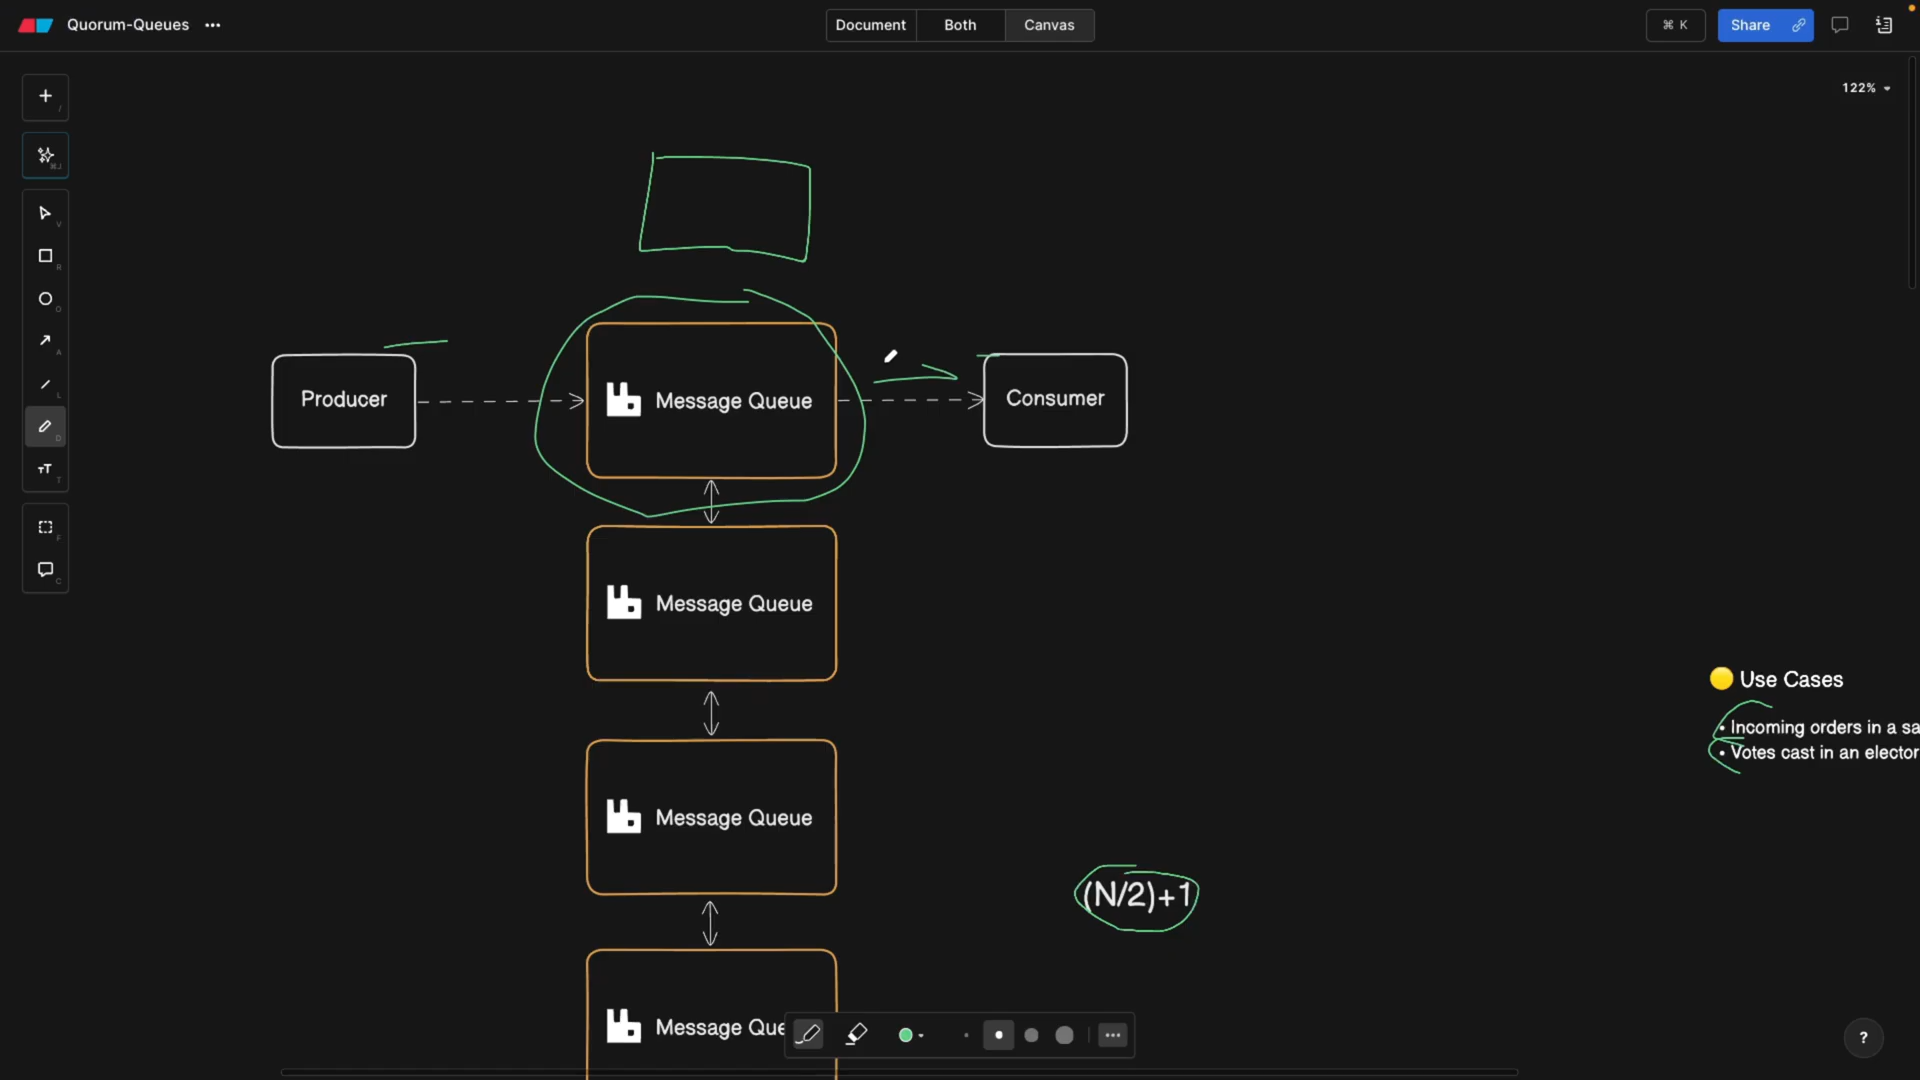 Quorum-Queues
Document
Both
Canvas
⌘ K
Share
122%
/
⌘J
V
R
O
A
L
D
T
F
C
Producer
Message Queue
Consumer
Message Queue
Use Cases
• Incoming orders in a sa
• Votes cast in an elector
Message Queue
(N/2)+1
Message Que
?